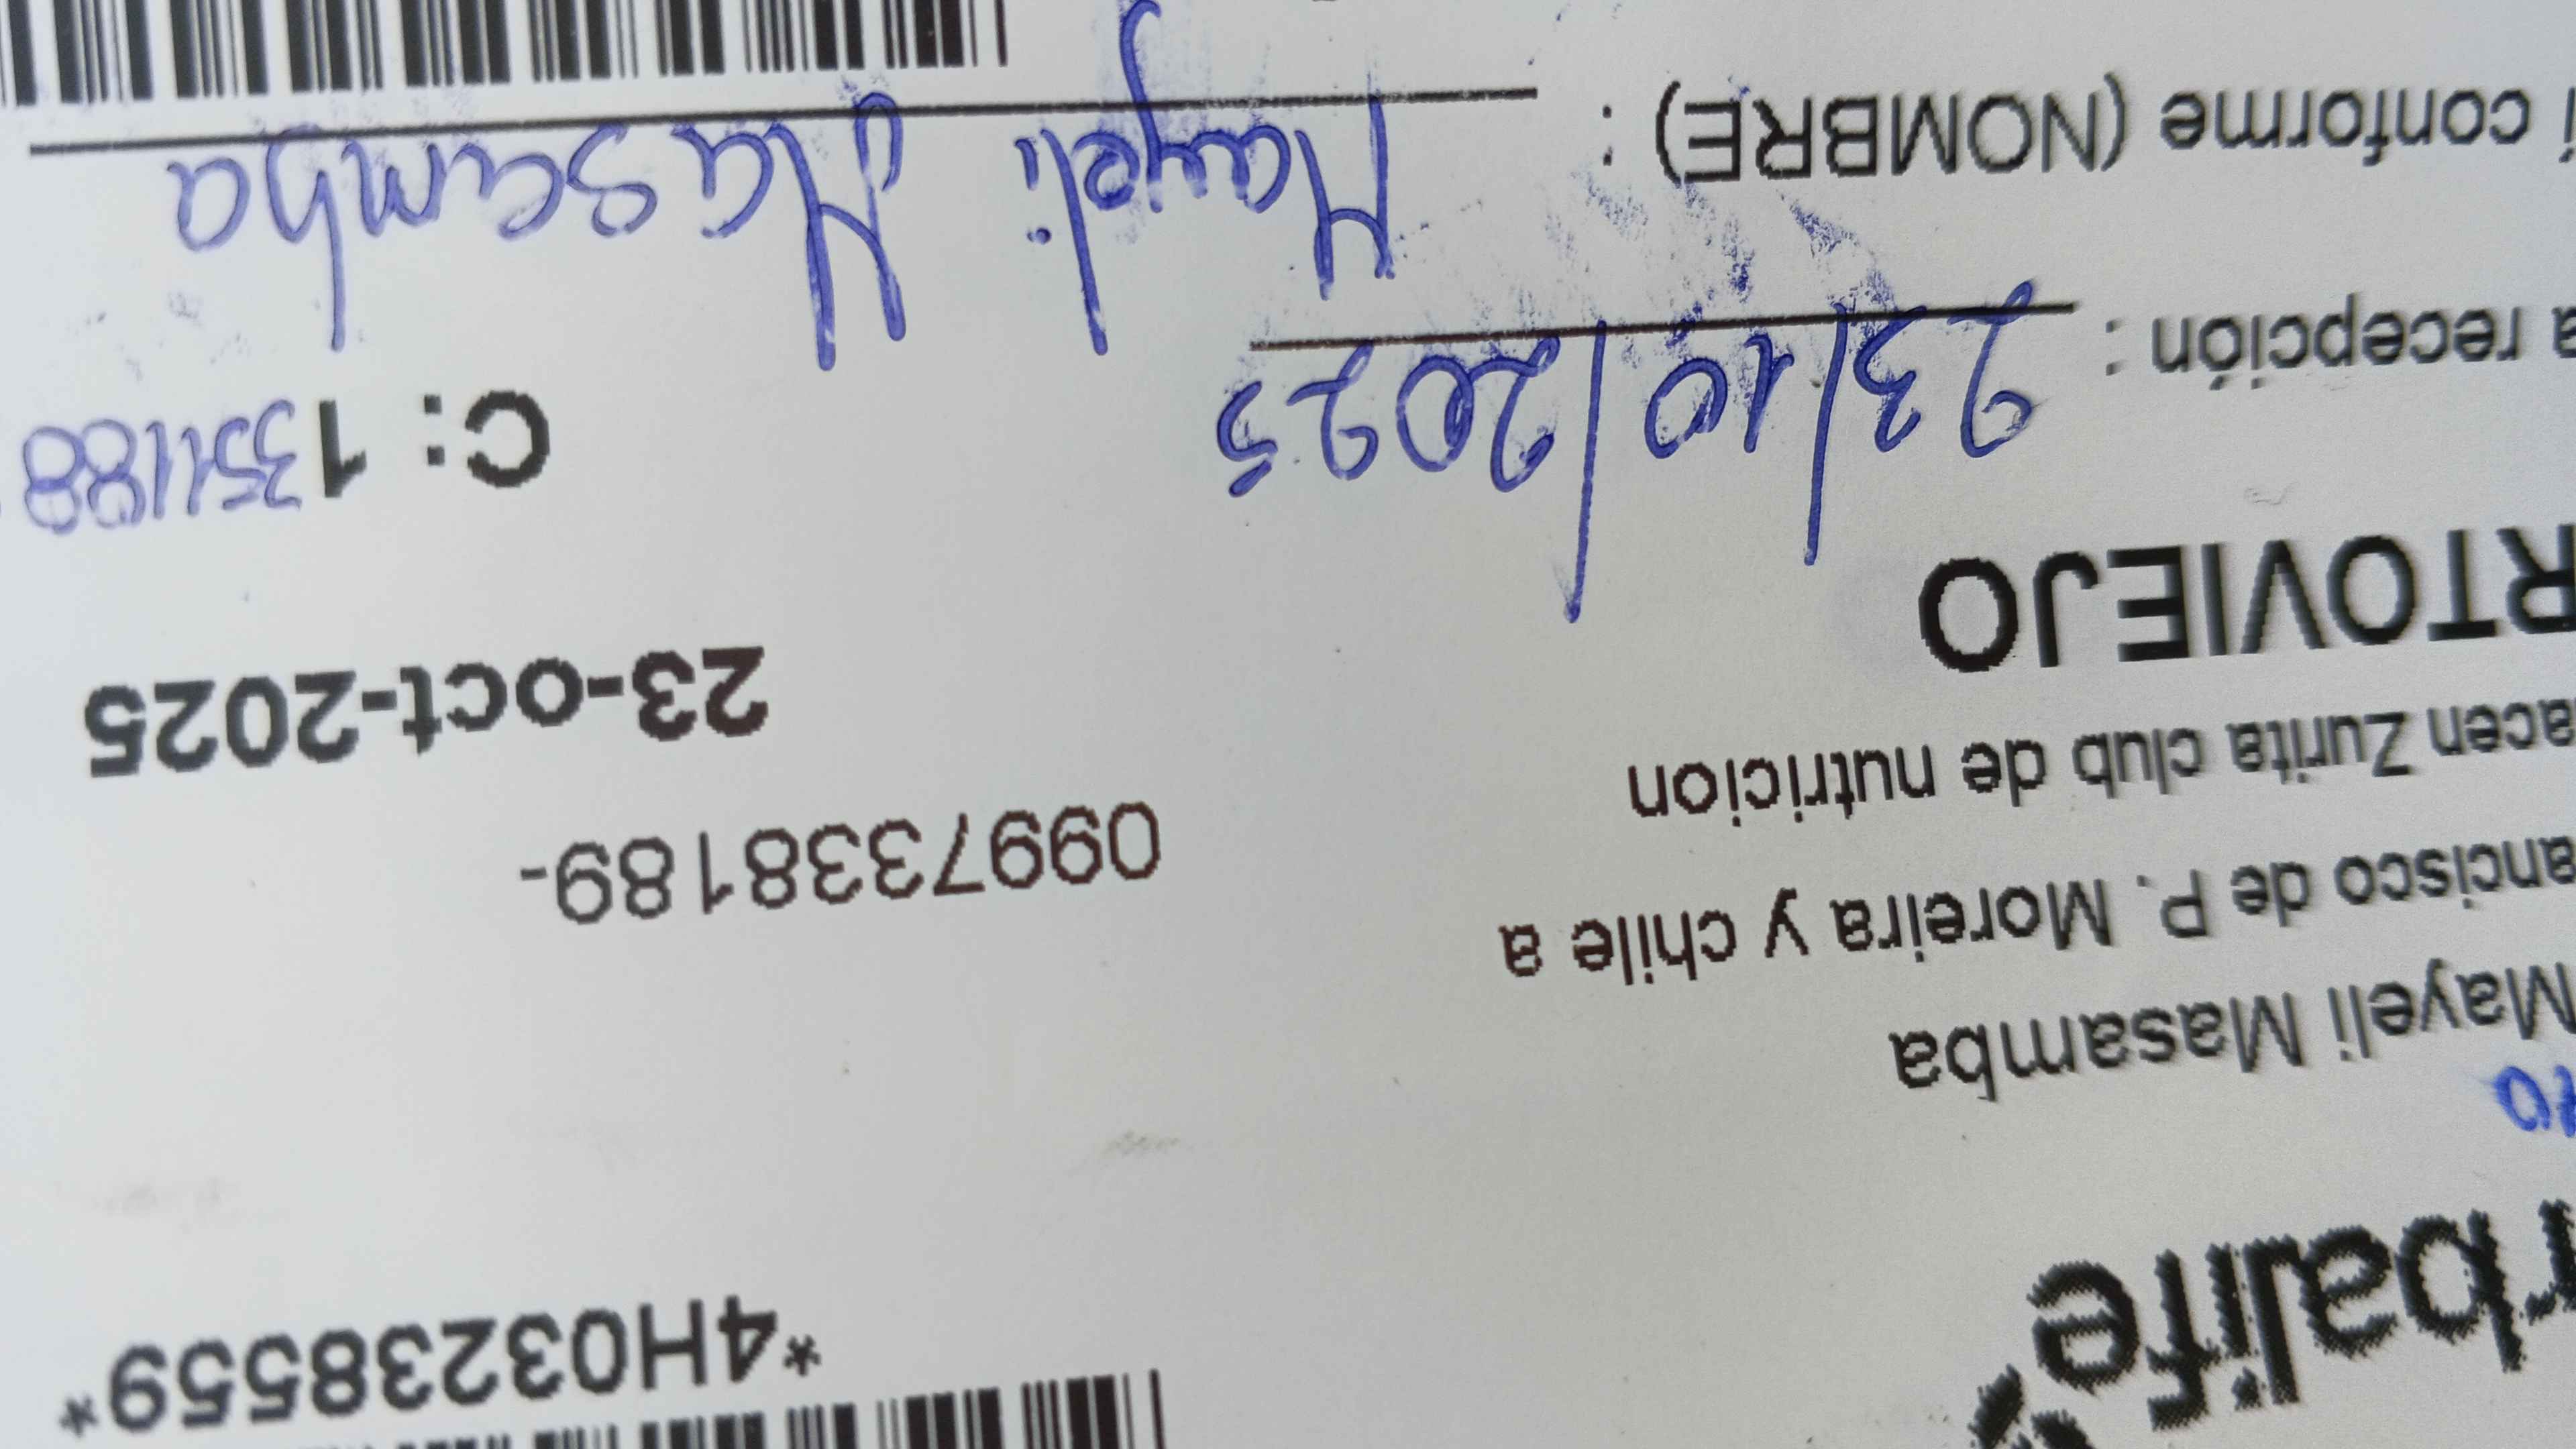 *4H03238559*
rbalife
Mayeli Masamba
ancisco de P. Moreira y chile a
0997338189-
acen Zurita club de nutricion
23-oct-2025
RTOVIEJO
C: 1
a recepción : 23/10/2025
í conforme (NOMBRE) : Mayeli Masamba